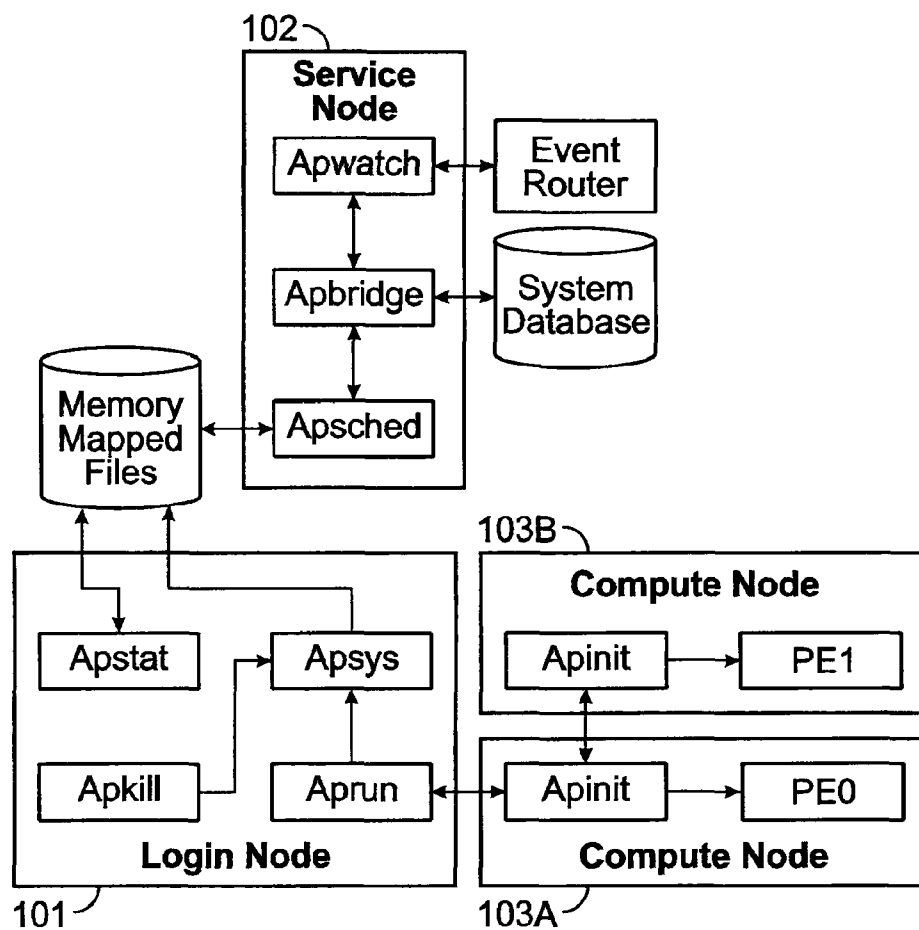 102
Service
Node
Apwatch
Event
Router
Apbridge
System
Database
Memory
Mapped
Files
Apsched
103B
Compute Node
Apstat
Apsys
Apinit
PE1
Apkill
Aprun
Apinit
PE0
Login Node
Compute Node
101
103A